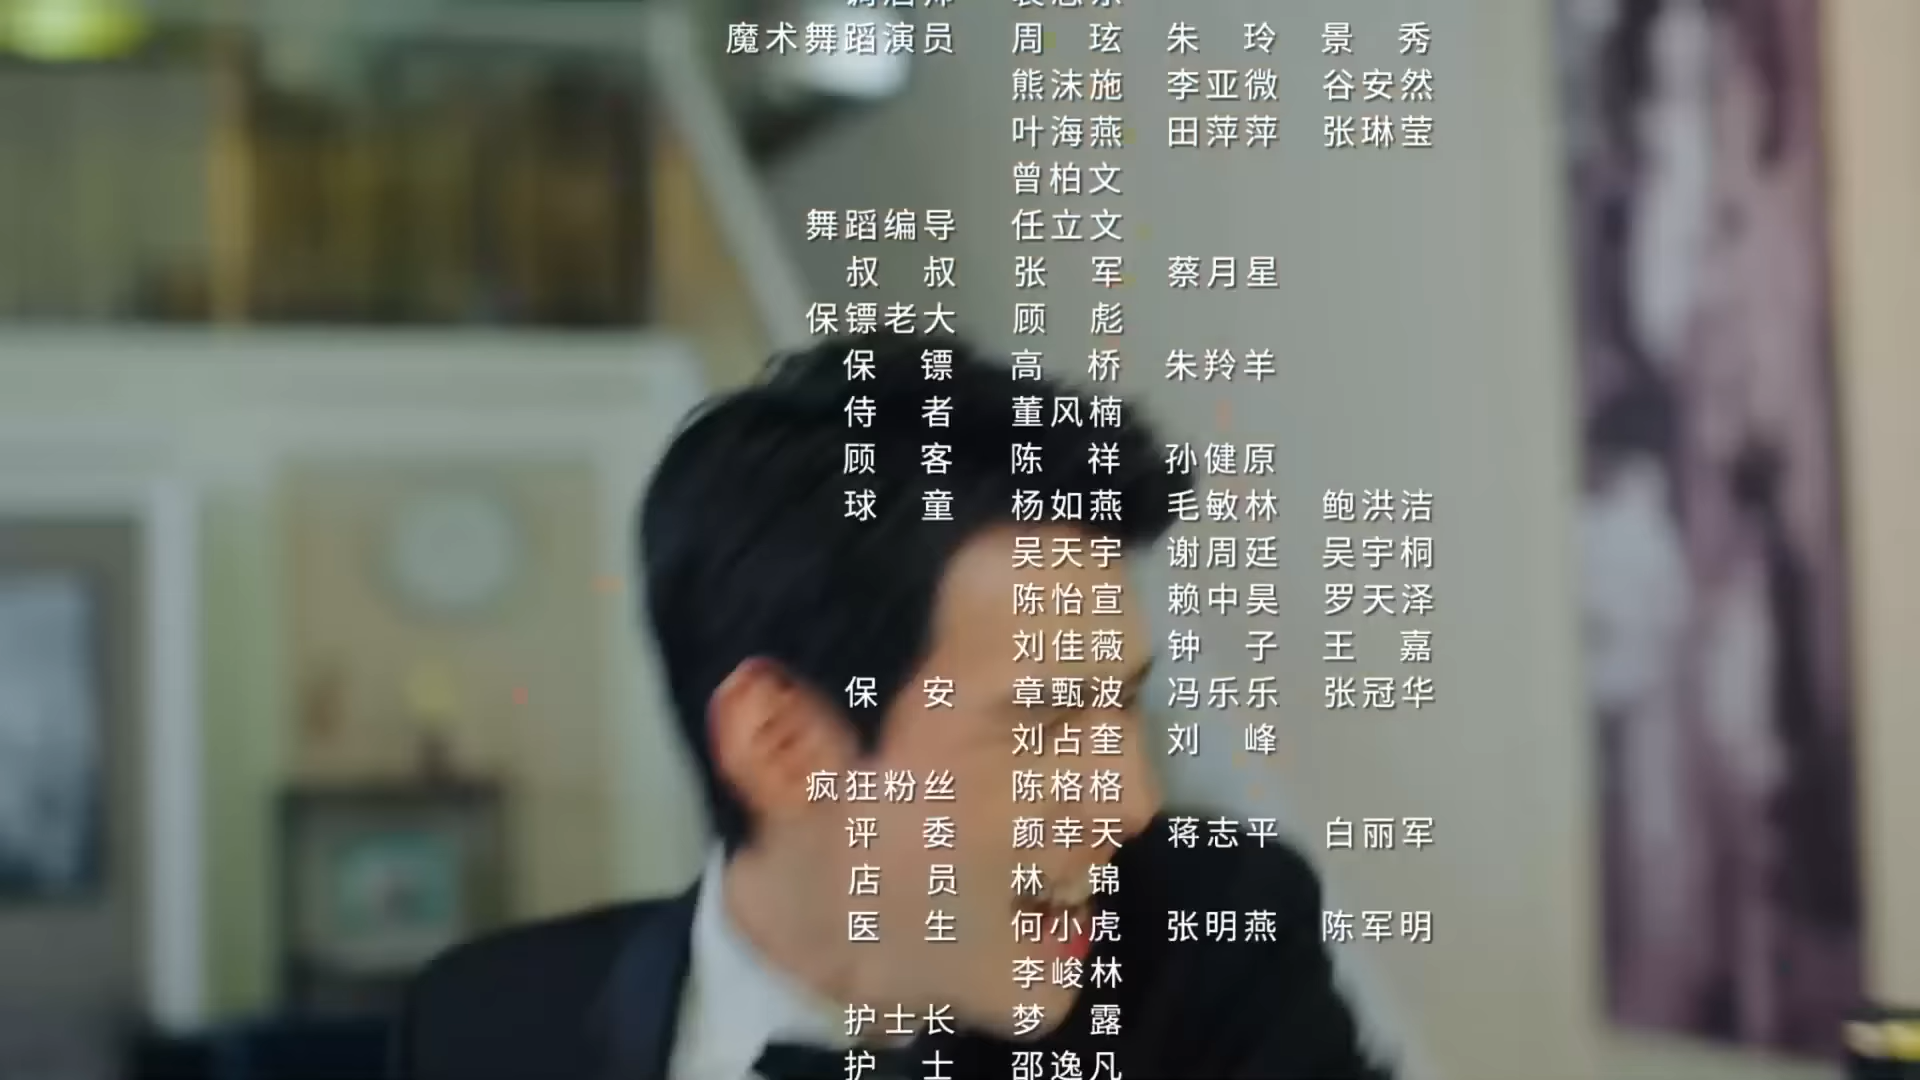 魔术舞蹈演员 周玹 朱玲 景秀
熊沫施 李亚微 谷安然
叶海燕 田萍萍 张琳莹
曾柏文
舞蹈编导 任立文
叔叔 张军 蔡月星
保镖老大 顾彪
保镖 高桥 朱羚羊
侍者 董风楠
顾客 陈祥 孙健原
球童 杨如燕 毛敏林 鲍洪洁
吴天宇 谢周廷 吴宇桐
陈怡宣 赖中昊 罗天泽
刘佳薇 钟子 王嘉
保安 章甄波 冯乐乐 张冠华
刘占奎 刘峰
疯狂粉丝 陈格格
评委 颜幸天 蒋志平 白丽军
店员 林锦
医生 何小虎 张明燕 陈军明
李峻林
护士长 梦露
护士 邵逸凡